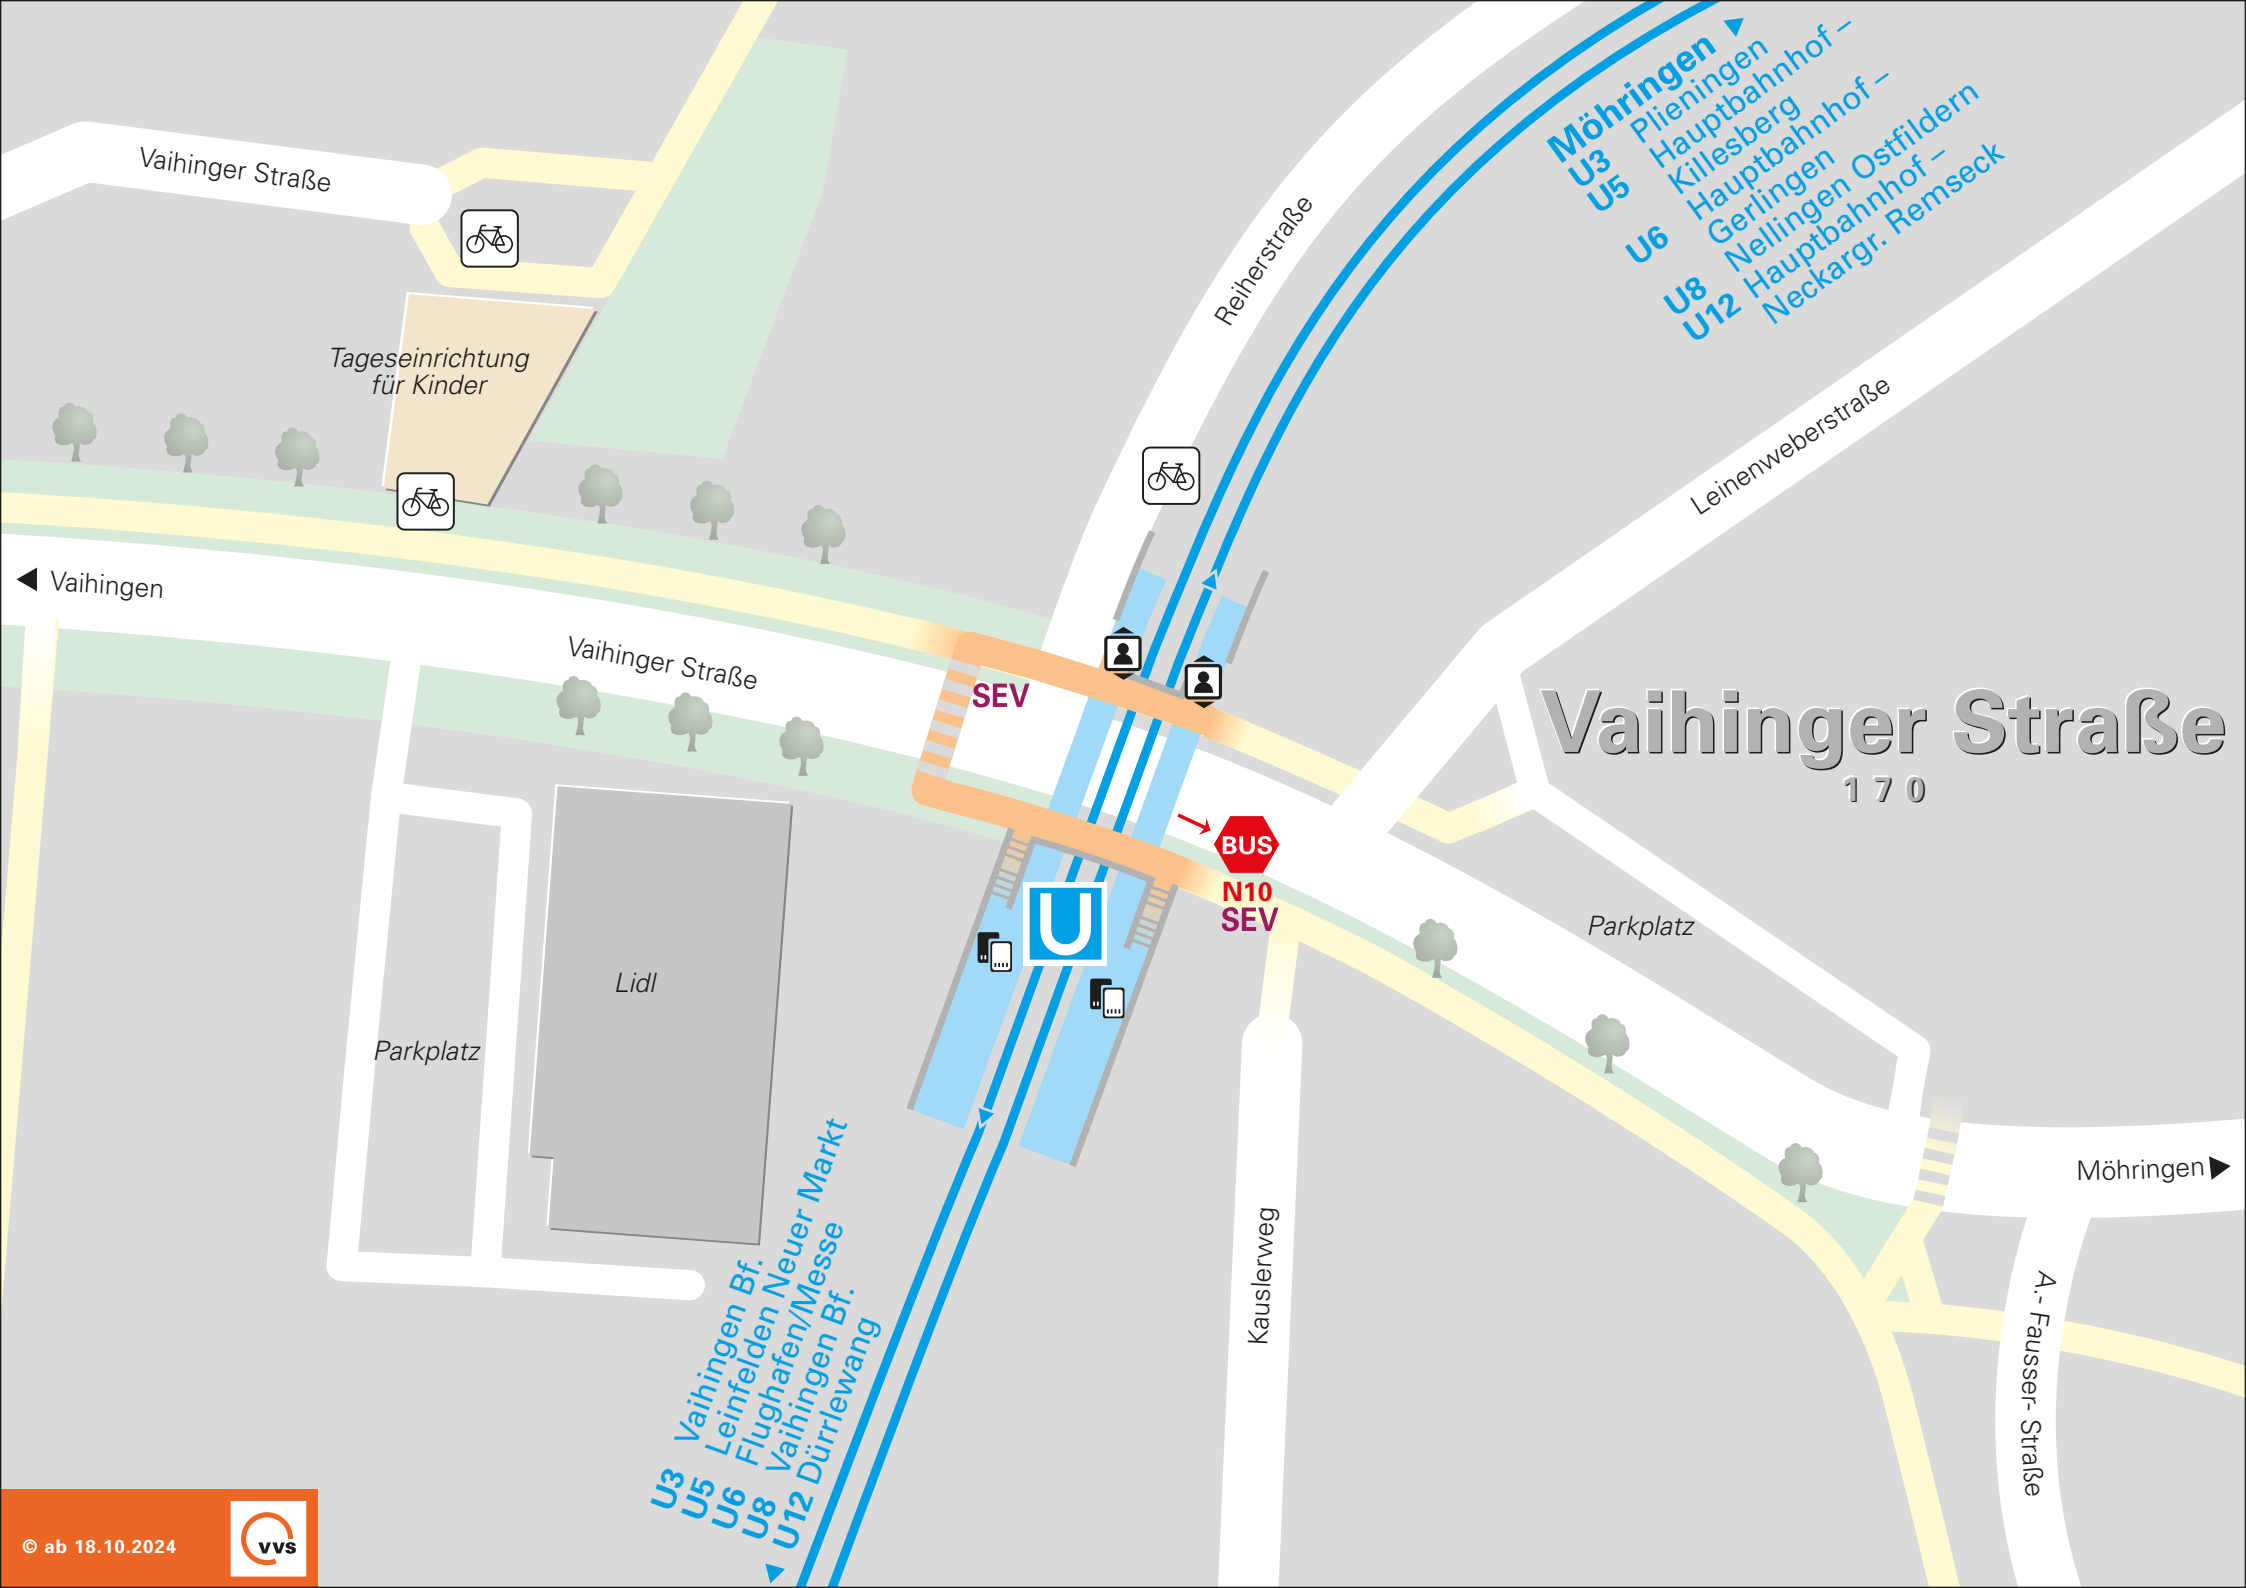 Möhringen
U3 Plieningen
U5 Hauptbahnhof –
Killesberg
U6 Hauptbahnhof –
Gerlingen
U8 Nellingen Ostfildern
U12 Hauptbahnhof –
Neckargr. Remseck
Vaihinger Straße
Reiherstraße
Tageseinrichtung
für Kinder
Leinenweberstraße
Vaihingen
Vaihinger Straße
SEV
Vaihinger Straße
170
BUS
N10
SEV
U
Parkplatz
Lidl
Parkplatz
Möhringen
Kauslerweg
A.- Fausser- Straße
U3 Vaihingen Bf.
U5 Leinfelden Neuer Markt
U6 Flughafen/Messe
U8 Vaihingen Bf.
U12 Dürrlewang
© ab 18.10.2024
vvs